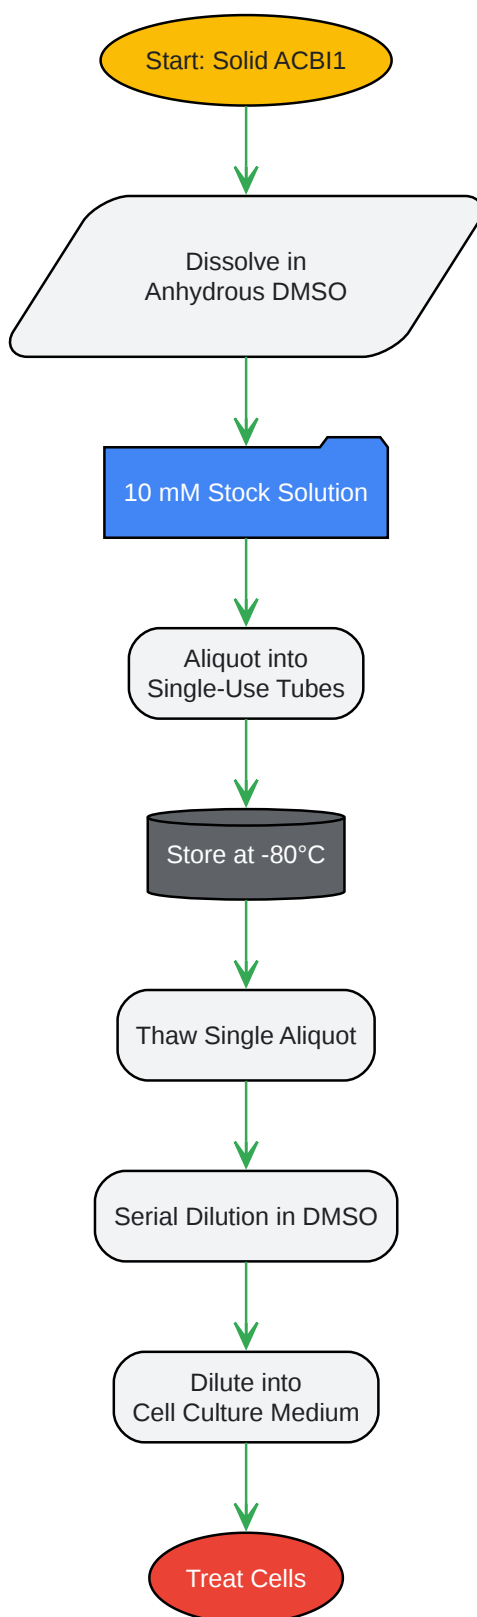 Start: Solid ACBI1
Dissolve in
Anhydrous DMSO
10 mM Stock Solution
Aliquot into
Single-Use Tubes
Store at -80°C
Thaw Single Aliquot
Serial Dilution in DMSO
Dilute into
Cell Culture Medium
Treat Cells